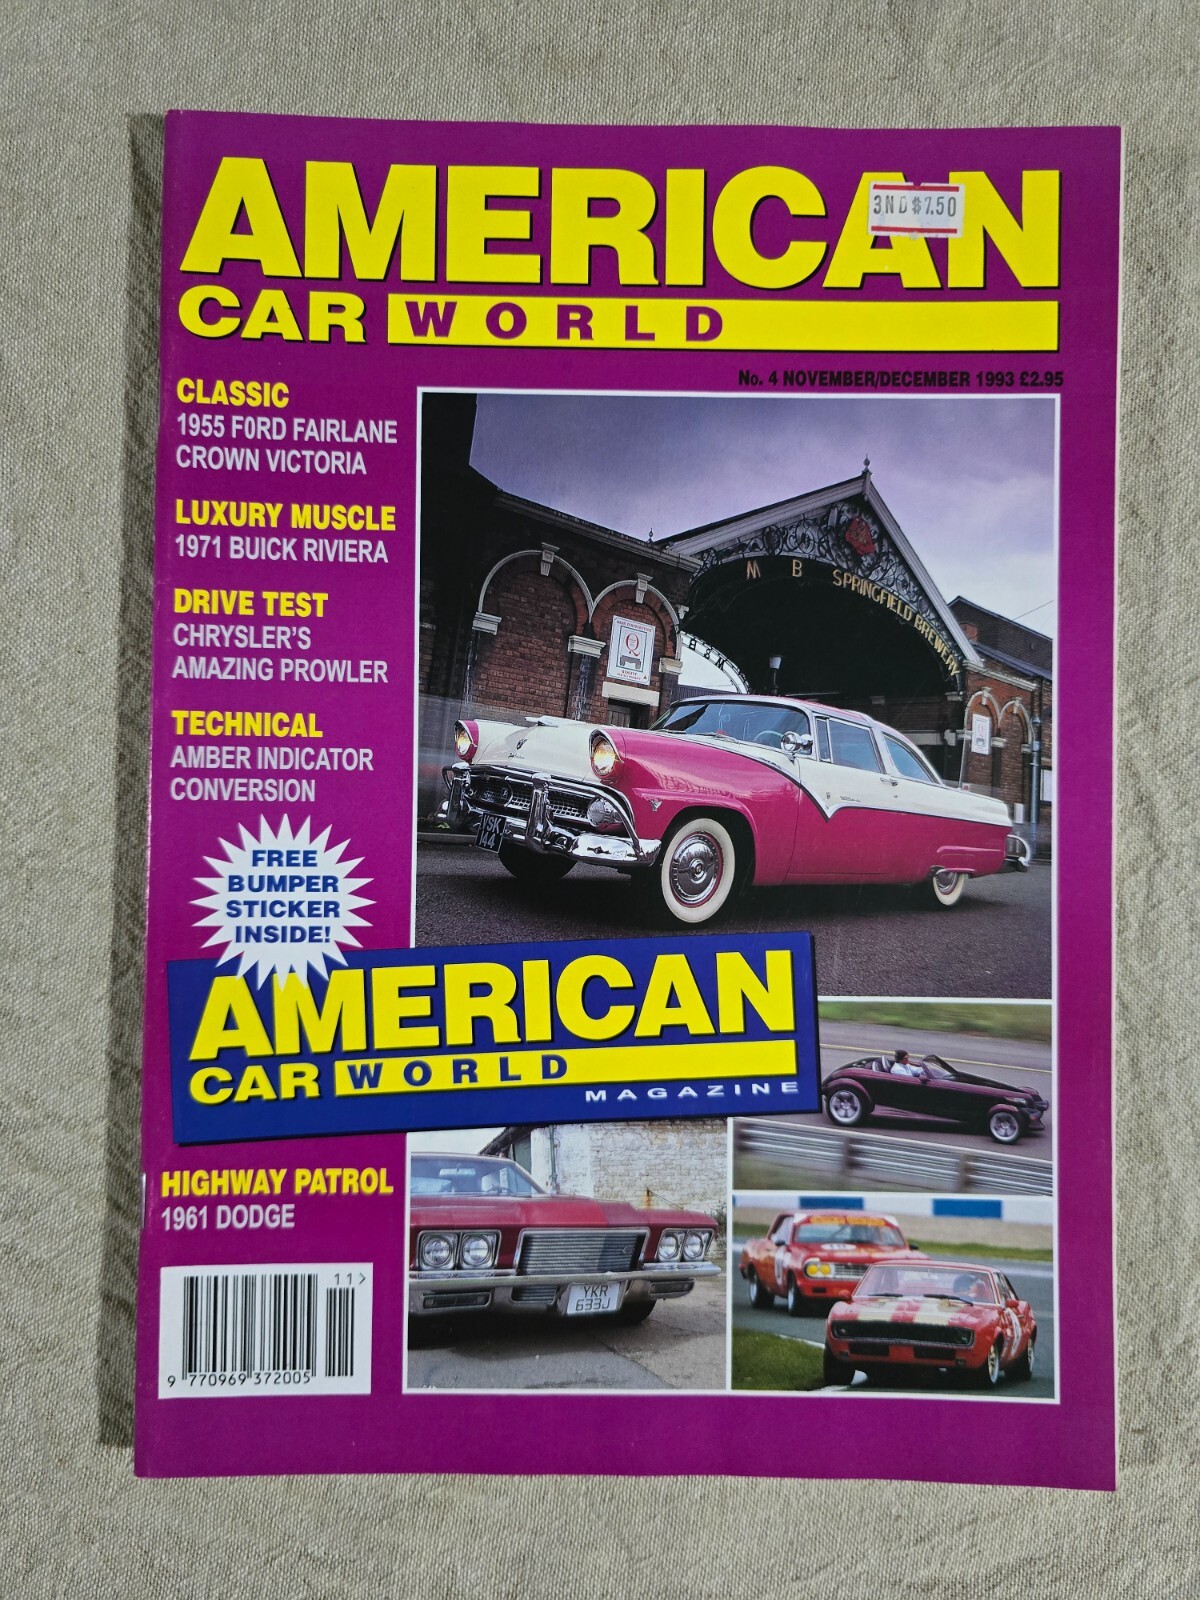 AMERICAN
3ND$7.50
CAR WORLD
No. 4 NOVEMBER/DECEMBER 1993 £2.95
CLASSIC
1955 FORD FAIRLANE
CROWN VICTORIA
LUXURY MUSCLE
1971 BUICK RIVIERA
DRIVE TEST
CHRYSLER'S
AMAZING PROWLER
TECHNICAL
AMBER INDICATOR
CONVERSION
M B SPRINGFIELD BREWERY
Q
M&B
VSK
144
FREE
BUMPER
STICKER
INSIDE!
AMERICAN
CAR WORLD
MAGAZINE
HIGHWAY PATROL
1961 DODGE
YKR
633J
11>
9 770969 372005